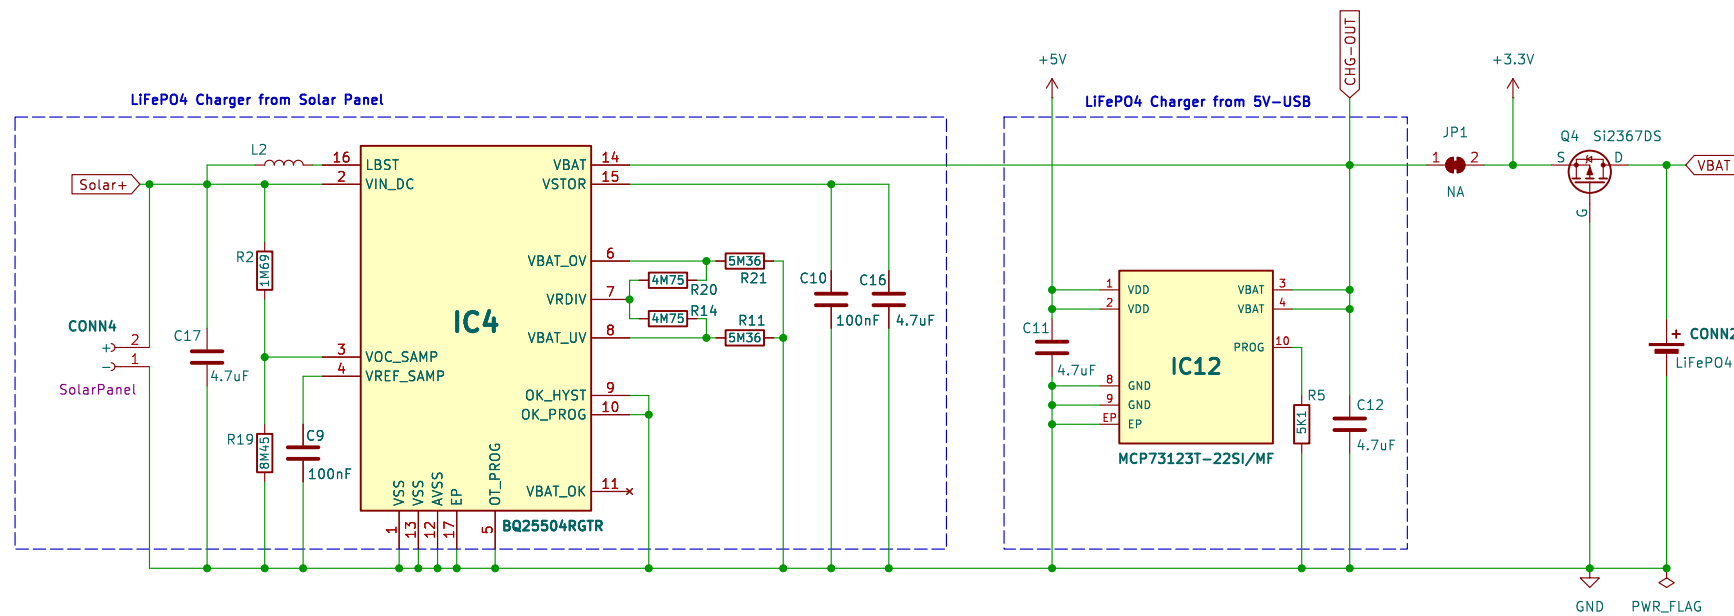 CHG-OUT
+5V
+3.3V
LiFePO4 Charger from Solar Panel
LiFePO4 Charger from 5V-USB
JP1
Q4 Si2367DS
L2
16 LBST
VBAT 14
1 2
S D
Solar+
2 VIN_DC
VSTOR 15
VBAT
NA
G
R2
1M69
VBAT_OV 6
5M36
R21
4M75
R20
C10
C16
VRDIV 7
1 VDD
VBAT 3
2 VDD
VBAT 4
R14
4M75
R11
5M36
100nF
4.7uF
IC4
CONN4
C17
VBAT_UV 8
C11
+ CONN2
+ 2
PROG 10
3 VOC_SAMP
- 1
IC12
LiFePO4
4.7uF
4 VREF_SAMP
4.7uF
SolarPanel
8 GND
OK_HYST 9
R5
C12
9 GND
OK_PROG 10
EP EP
5K1
R19
8M45
C9
4.7uF
MCP73123T-22SI/MF
100nF
VBAT_OK 11
VSS
VSS
AVSS
EP
OT_PROG
1
13
12
17
5
BQ25504RGTR
GND
PWR_FLAG